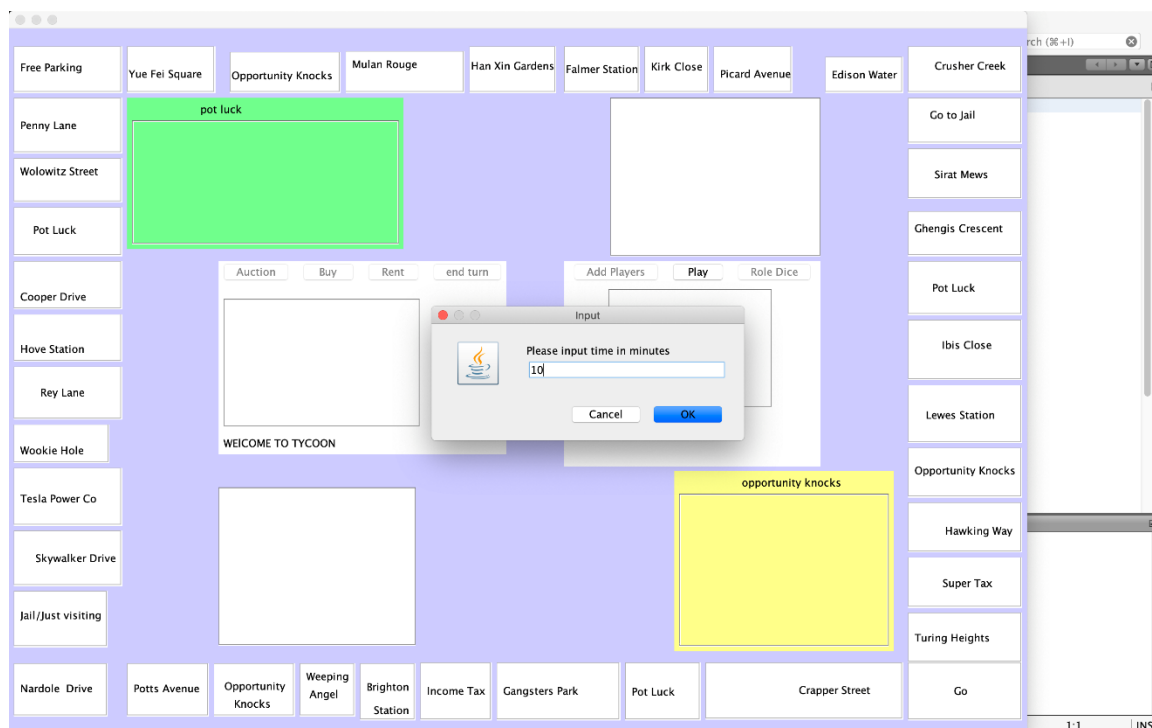 rch (⌘+I)
Free Parking
Yue Fei Square
Opportunity Knocks
Mulan Rouge
Han Xin Gardens
Falmer Station
Kirk Close
Picard Avenue
Edison Water
Crusher Creek
Penny Lane
pot luck
Go to Jail
Wolowitz Street
Sirat Mews
Pot Luck
Ghengis Crescent
Auction
Buy
Rent
end turn
Add Players
Play
Role Dice
Cooper Drive
Pot Luck
Input
Please input time in minutes
10
Cancel
OK
Hove Station
Ibis Close
Rey Lane
Lewes Station
WElCOME TO TYCOON
Wookie Hole
Opportunity Knocks
Tesla Power Co
opportunity knocks
Hawking Way
Skywalker Drive
Super Tax
Jail/Just visiting
Turing Heights
Nardole Drive
Potts Avenue
Opportunity
Knocks
Weeping
Angel
Brighton
Station
Income Tax
Gangsters Park
Pot Luck
Crapper Street
Go
1:1
INS